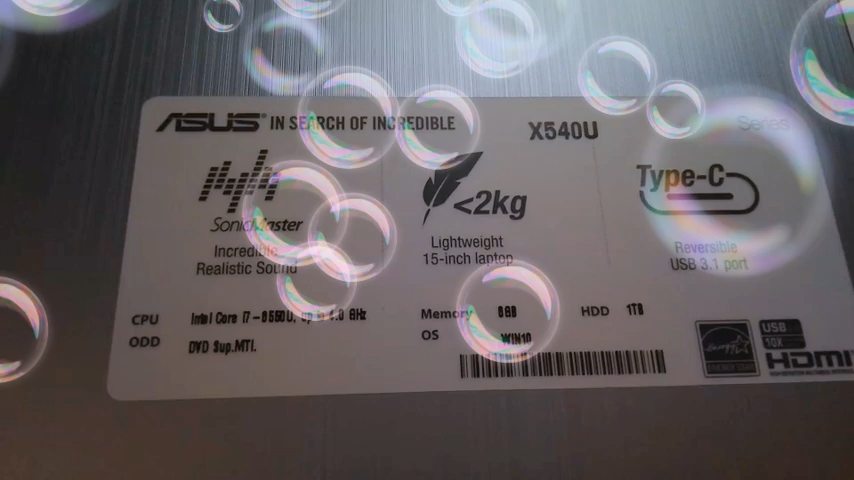 ASUS IN SEARCH OF INCREDIBLE
X540U Series
SonicMaster
Incredible
Realistic Sound
<2kg
Lightweight
15-inch laptop
Type-C
Reversible
USB 3.1 port
CPU Intel Core i7-8550U, up to 4.0 GHz
Memory 8GB
HDD 1TB
ODD DVD Sup.MTI.
OS WIN10
USB
10X
HDMI